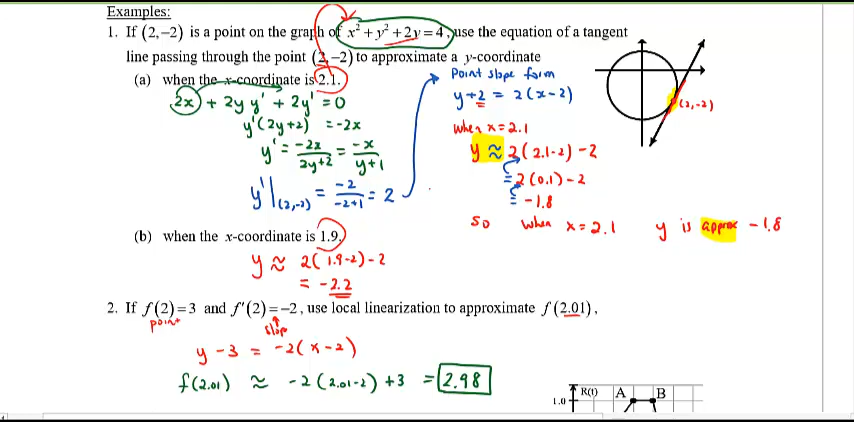 Examples:
1. If (2,−2) is a point on the graph of x² + y² + 2y = 4, use the equation of a tangent
line passing through the point (2, −2) to approximate a y-coordinate
(a) when the x-coordinate is 2.1.
2x + 2y y' + 2y' = 0
y'(2y+2) = -2x
y' = -2x/2y+2 = -x/y+1
y'|(2,-2) = -2/-2+1 = 2
Point slope form
y+2 = 2(x-2)
when x=2.1
y ≈ 2(2.1-2)-2
= 2(0.1)-2
= -1.8
(2,-2)
so when x=2.1 y is approx -1.8
(b) when the x-coordinate is 1.9.
y ≈ 2(1.9-2)-2
= -2.2
2. If f(2)=3 and f'(2)=−2, use local linearization to approximate f(2.01).
point slope
y-3 = -2(x-2)
f(2.01) ≈ -2(2.01-2)+3 = 2.98
R(t) A B
1.0